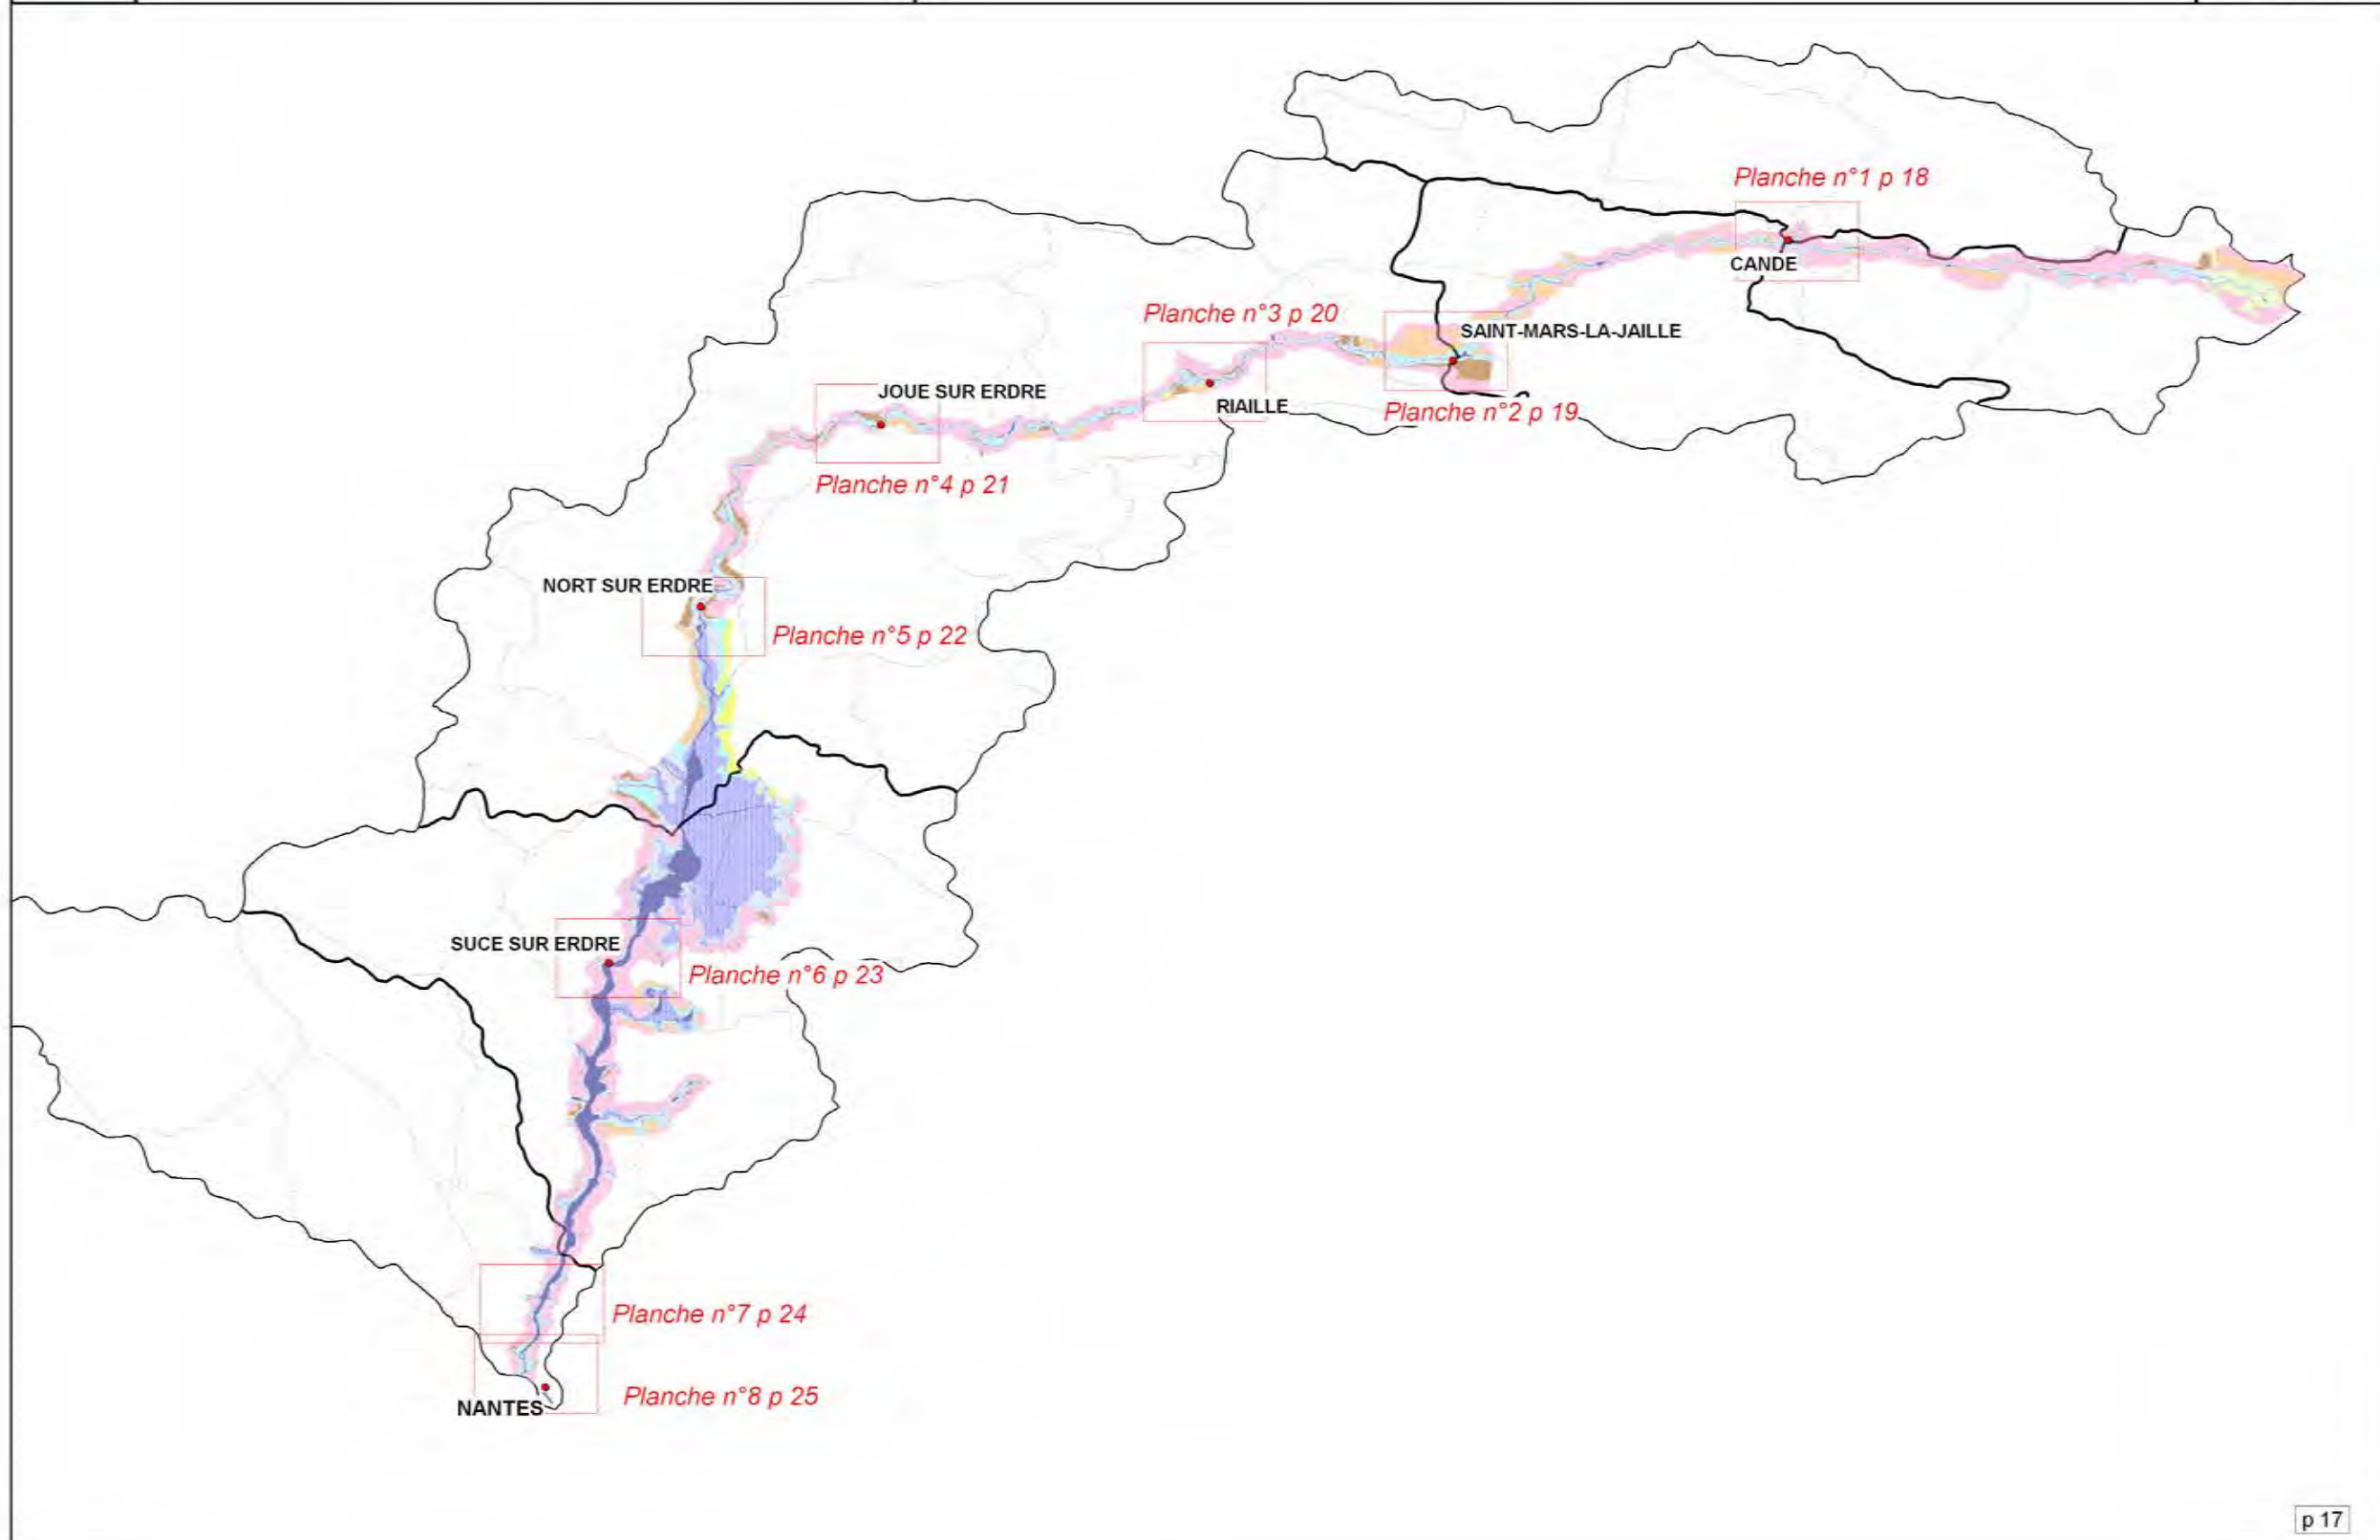 Planche n°1 p 18
CANDE
Planche n°3 p 20
SAINT-MARS-LA-JAILLE
JOUE SUR ERDRE
RIAILLE
Planche n°2 p 19
Planche n°4 p 21
NORT SUR ERDRE
Planche n°5 p 22
SUCE SUR ERDRE
Planche n°6 p 23
Planche n°7 p 24
Planche n°8 p 25
NANTES
p 17